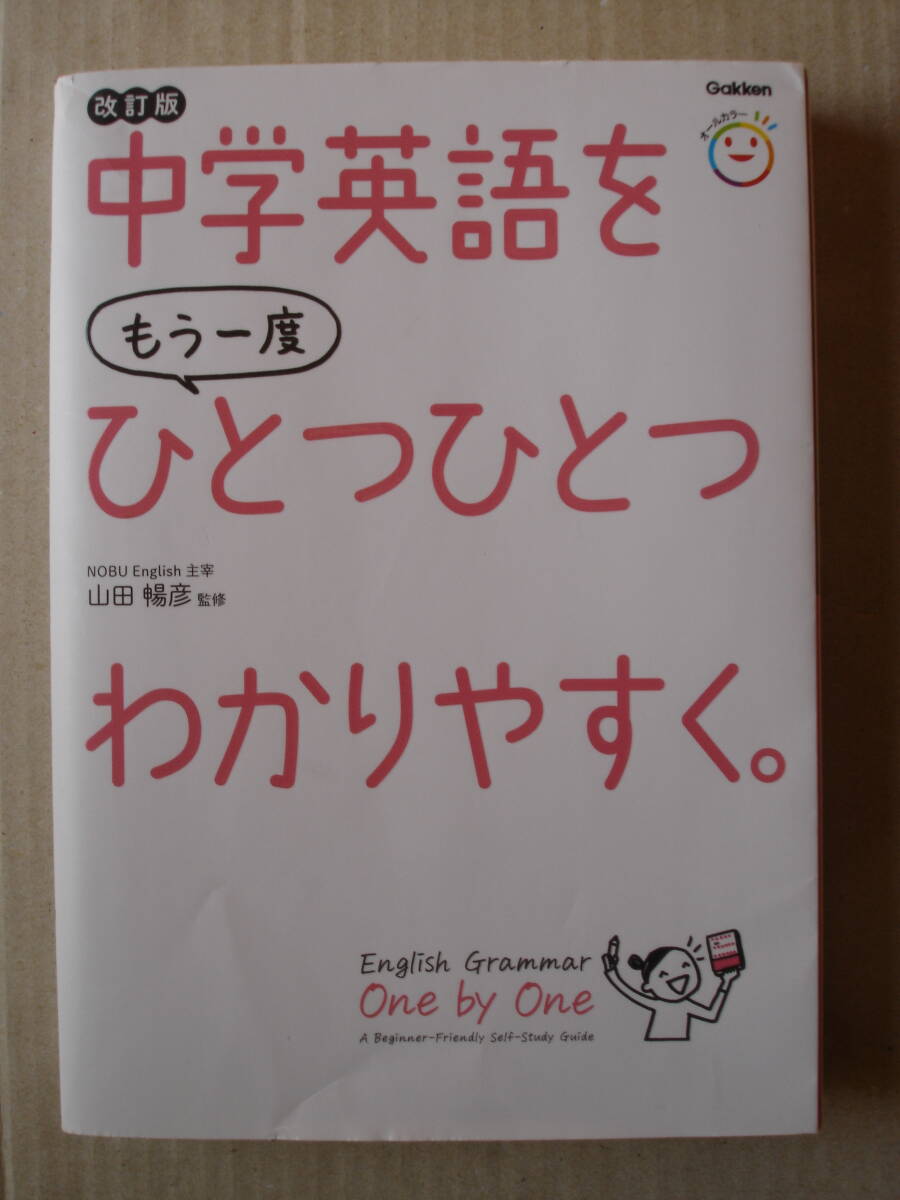 改訂版
Gakken
オールカラー
中学英語を
もう一度
ひとつひとつ
NOBU English 主宰
山田 暢彦 監修
わかりやすく。
English Grammar
One by One
A Beginner-Friendly Self-Study Guide